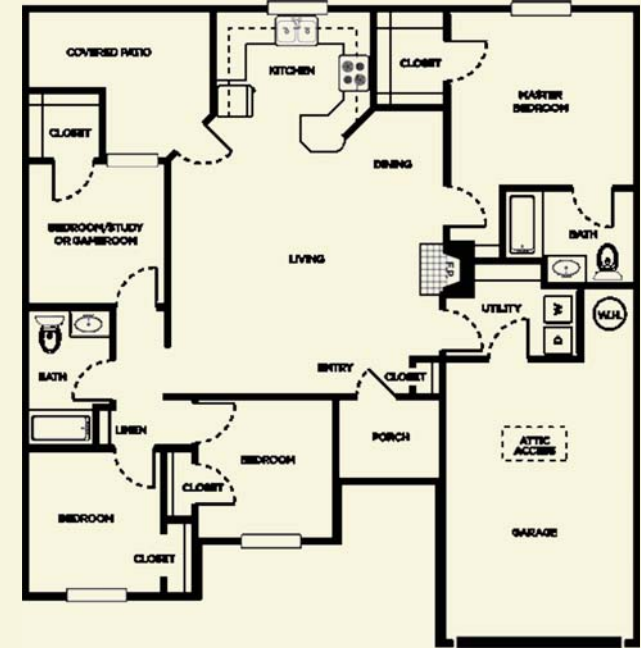 COVERED PATIO
KITCHEN
CLOSET
MASTER
BEDROOM
CLOSET
DINING
BEDROOM/STUDY
OR GAMEROOM
BATH
LIVING
F.P.
UTILITY
W
W.H.
D
BATH
ENTRY
CLOSET
LINEN
PORCH
ATTIC
ACCESS
BEDROOM
CLOSET
BEDROOM
GARAGE
CLOSET